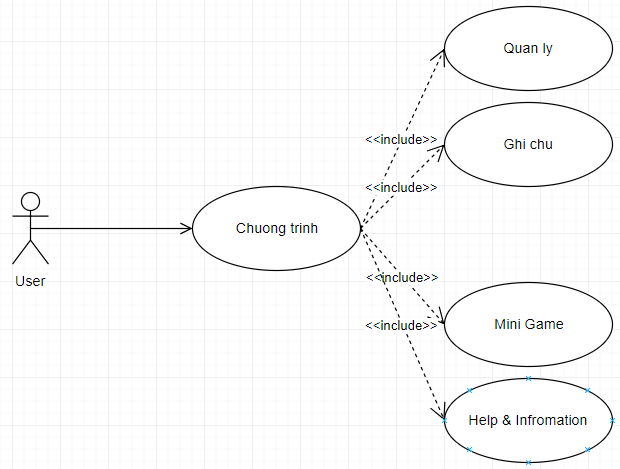 Quan ly
<<include>>
Ghi chu
<<include>>
Chuong trinh
User
<<include>>
Mini Game
<<include>>
Help & Infromation